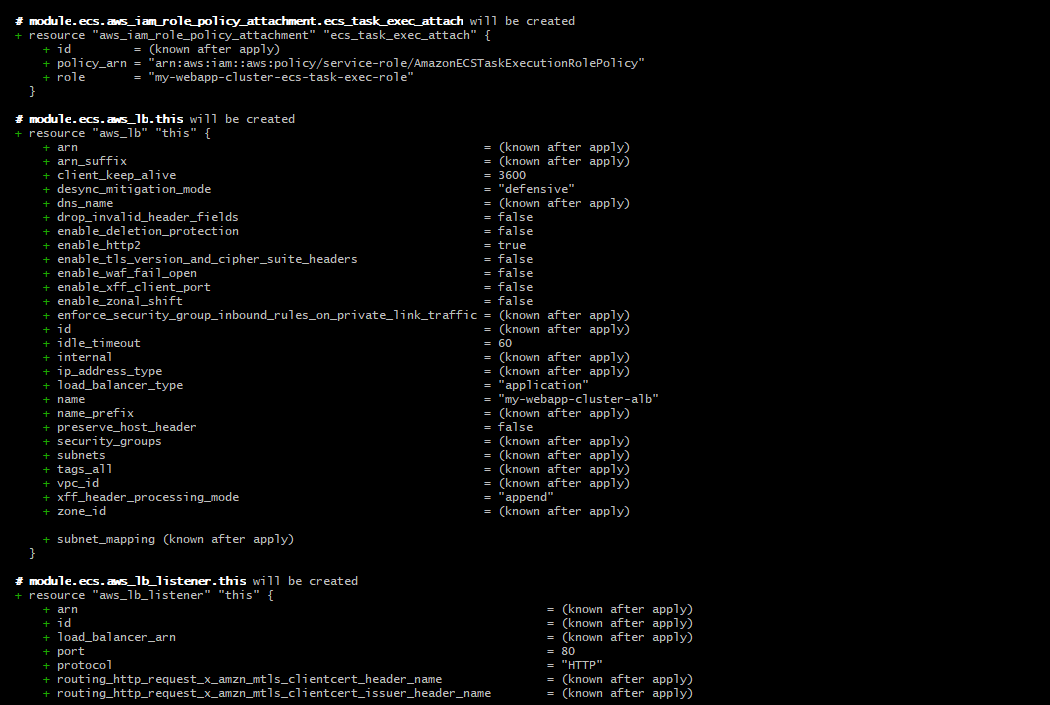 # module.ecs.aws_iam_role_policy_attachment.ecs_task_exec_attach will be created
+ resource "aws_iam_role_policy_attachment" "ecs_task_exec_attach" {
+ id = (known after apply)
+ policy_arn = "arn:aws:iam::aws:policy/service-role/AmazonECSTaskExecutionRolePolicy"
+ role = "my-webapp-cluster-ecs-task-exec-role"
}
# module.ecs.aws_lb.this will be created
+ resource "aws_lb" "this" {
+ arn = (known after apply)
+ arn_suffix = (known after apply)
+ client_keep_alive = 3600
+ desync_mitigation_mode = "defensive"
+ dns_name = (known after apply)
+ drop_invalid_header_fields = false
+ enable_deletion_protection = false
+ enable_http2 = true
+ enable_tls_version_and_cipher_suite_headers = false
+ enable_waf_fail_open = false
+ enable_xff_client_port = false
+ enable_zonal_shift = false
+ enforce_security_group_inbound_rules_on_private_link_traffic = (known after apply)
+ id = (known after apply)
+ idle_timeout = 60
+ internal = (known after apply)
+ ip_address_type = (known after apply)
+ load_balancer_type = "application"
+ name = "my-webapp-cluster-alb"
+ name_prefix = (known after apply)
+ preserve_host_header = false
+ security_groups = (known after apply)
+ subnets = (known after apply)
+ tags_all = (known after apply)
+ vpc_id = (known after apply)
+ xff_header_processing_mode = "append"
+ zone_id = (known after apply)
+ subnet_mapping (known after apply)
}
# module.ecs.aws_lb_listener.this will be created
+ resource "aws_lb_listener" "this" {
+ arn = (known after apply)
+ id = (known after apply)
+ load_balancer_arn = (known after apply)
+ port = 80
+ protocol = "HTTP"
+ routing_http_request_x_amzn_mtls_clientcert_header_name = (known after apply)
+ routing_http_request_x_amzn_mtls_clientcert_issuer_header_name = (known after apply)